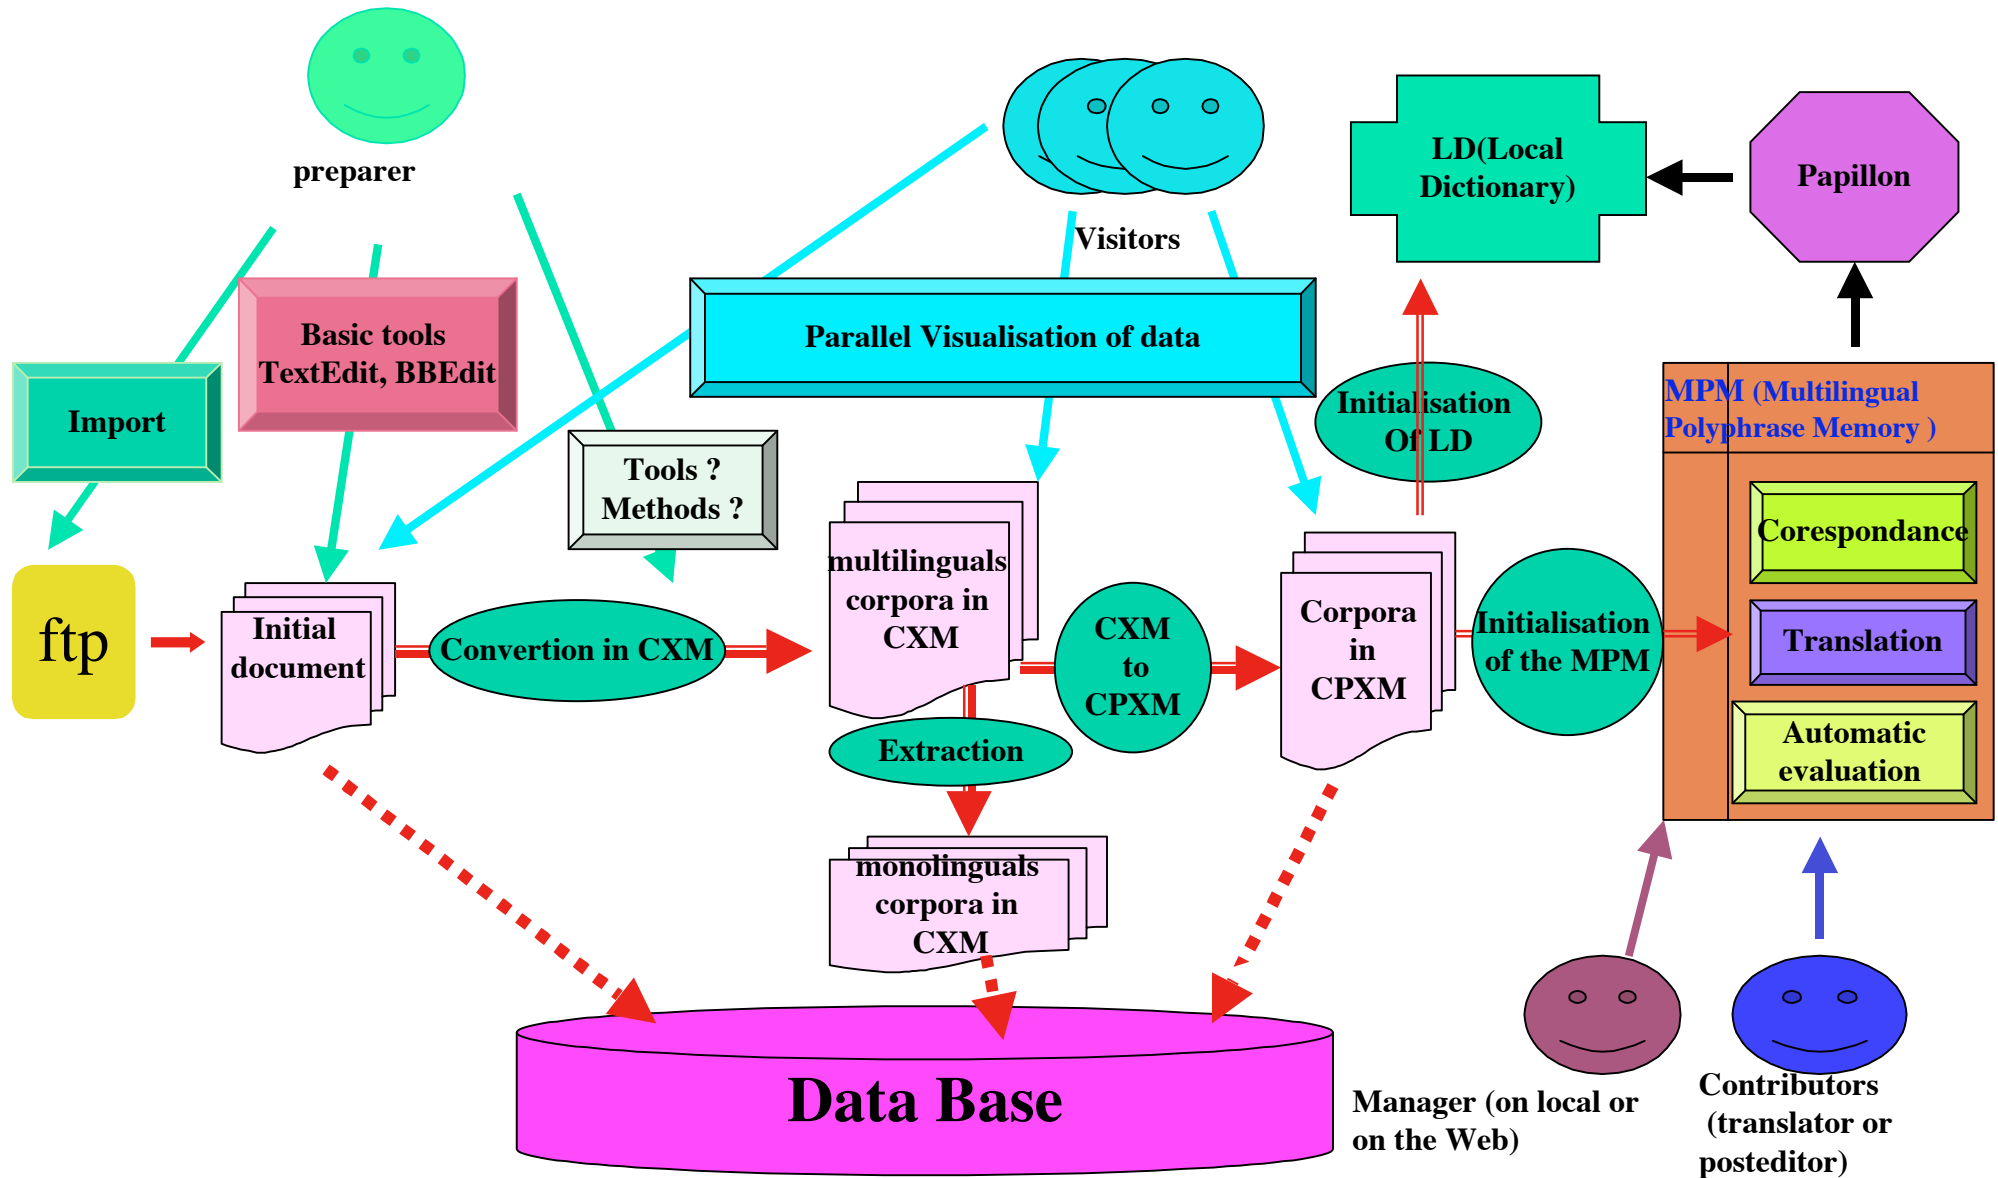 preparer
Visitors
LD(Local
Dictionary)
Papillon
Basic tools
TextEdit, BBEdit
Import
Parallel Visualisation of data
Initialisation
Of LD
MPM (Multilingual
Polyphrase Memory )
Tools ?
Methods ?
Corespondance
Translation
Automatic
evaluation
ftp
Initial
document
Convertion in CXM
multilinguals
corpora in
CXM
CXM
to
CPXM
Corpora
in
CPXM
Initialisation
of the MPM
Extraction
monolinguals
corpora in
CXM
Data Base
Manager (on local or
on the Web)
Contributors
(translator or
posteditor)